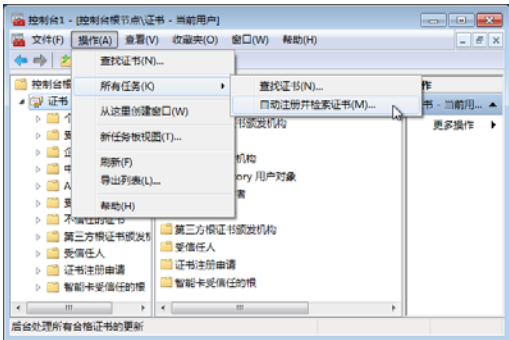 控制台1 - [控制台根节点\证书 - 当前用户]
文件(F) 操作(A) 查看(V) 收藏夹(O) 窗口(W) 帮助(H)
查找证书(N)...
所有任务(K)
从这里创建窗口(W)
新任务板视图(T)...
刷新(F)
导出列表(L)...
帮助(H)
查找证书(N)...
自动注册并检索证书(M)...
控制台根
证书
第三方根证书颁发
受信任人
证书注册申请
智能卡受信任的根
书颁发机构
机构
ory 用户对象
者
第三方根证书颁发机构
受信任人
证书注册申请
智能卡受信任的根
作
书 - 当前用...
更多操作
后台处理所有合格证书的更新